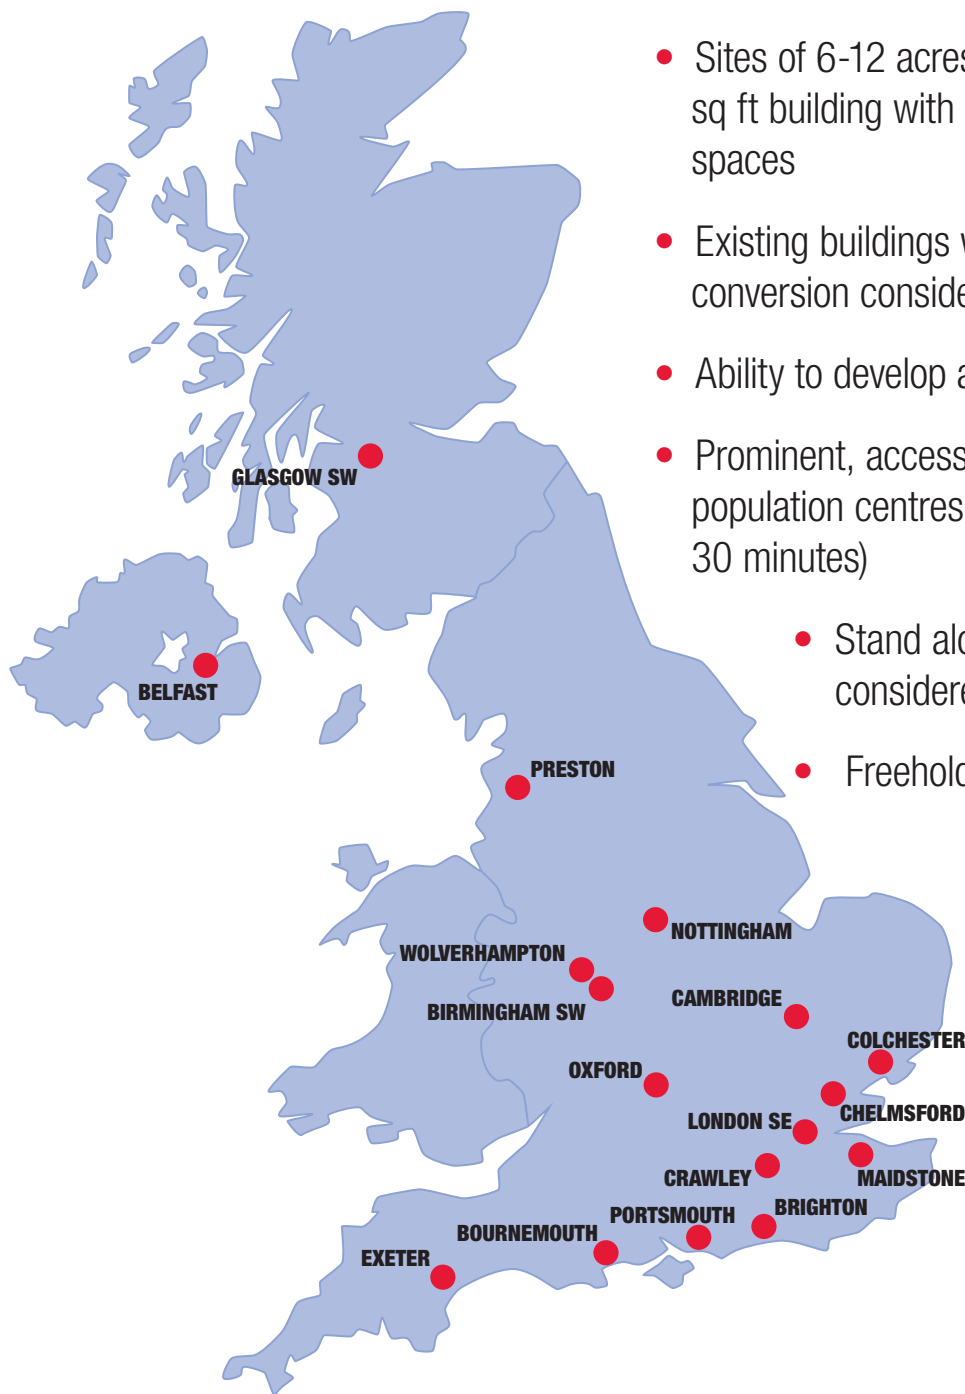 • Sites of 6-12 acres
sq ft building with
spaces
• Existing buildings
conversion
• Ability to develop
• Prominent,
population centres
30 minutes)
• Stand
• Freehold
GLASGOW SW
BELFAST
PRESTON
NOTTINGHAM
WOLVERHAMPTON
BIRMINGHAM SW
CAMBRIDGE
COLCHESTER
OXFORD
CHELMSFORD
LONDON SE
CRAWLEY
MAIDSTONE
BRIGHTON
PORTSMOUTH
BOURNEMOUTH
EXETER